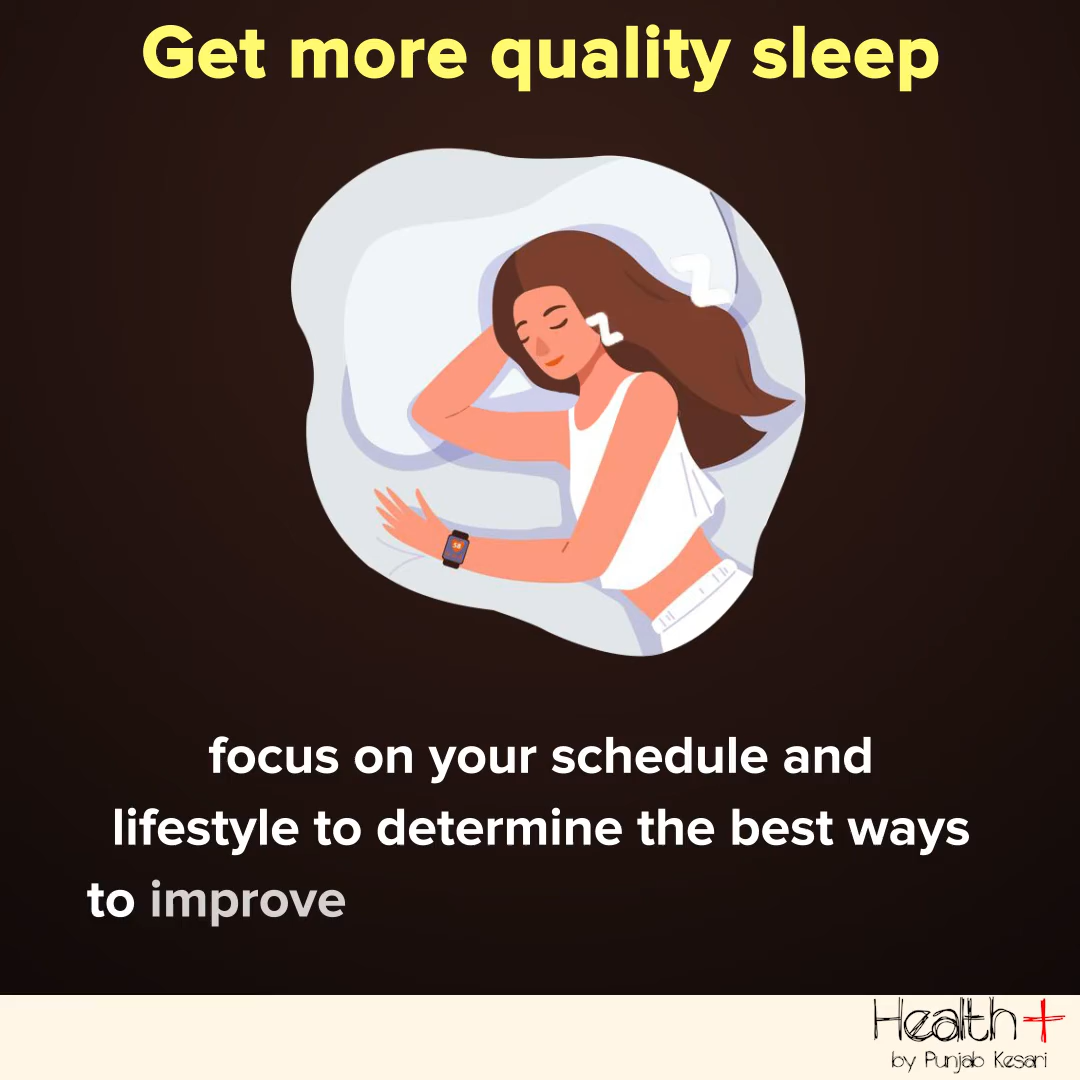 Get more quality sleep
58
focus on your schedule and
lifestyle to determine the best ways
to improve
Health+
by Punjab Kesari